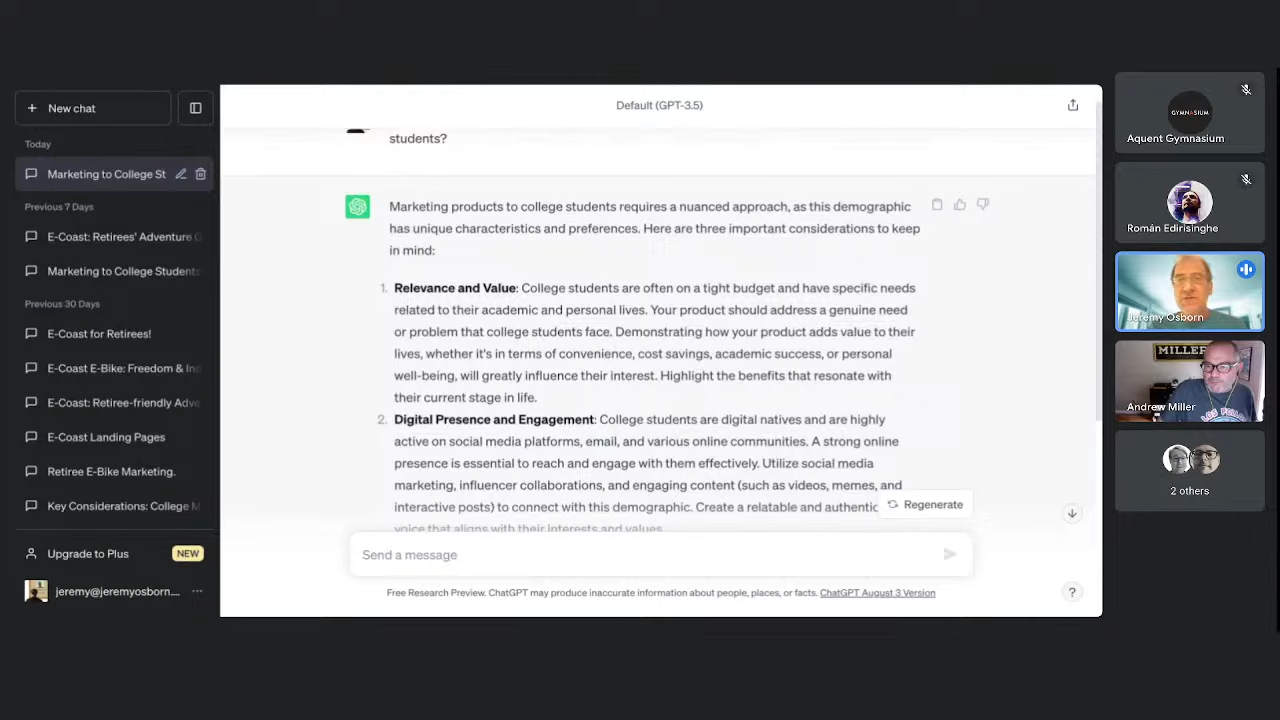 New chat
Today
Marketing to College St
Previous 7 Days
E-Coast: Retirees' Adventure G
Marketing to College Students
Previous 30 Days
E-Coast for Retirees!
E-Coast E-Bike: Freedom & Ind
E-Coast: Retiree-friendly Adve
E-Coast Landing Pages
Retiree E-Bike Marketing.
Key Considerations: College M
Upgrade to Plus
NEW
jeremy@jeremyosborn....
Default (GPT-3.5)
students?
Marketing products to college students requires a nuanced approach, as this demographic
has unique characteristics and preferences. Here are three important considerations to keep
in mind:
1. Relevance and Value: College students are often on a tight budget and have specific needs
related to their academic and personal lives. Your product should address a genuine need
or problem that college students face. Demonstrating how your product adds value to their
lives, whether it's in terms of convenience, cost savings, academic success, or personal
well-being, will greatly influence their interest. Highlight the benefits that resonate with
their current stage in life.
2. Digital Presence and Engagement: College students are digital natives and are highly
active on social media platforms, email, and various online communities. A strong online
presence is essential to reach and engage with them effectively. Utilize social media
marketing, influencer collaborations, and engaging content (such as videos, memes, and
interactive posts) to connect with this demographic. Create a relatable and authentic
voice that aligns with their interests and values.
Regenerate
Send a message
Free Research Preview. ChatGPT may produce inaccurate information about people, places, or facts. ChatGPT August 3 Version
?
GYMNASIUM
Aquent Gymnasium
Román Edirisinghe
Jeremy Osborn
MILLER
Andrew Miller
2 others